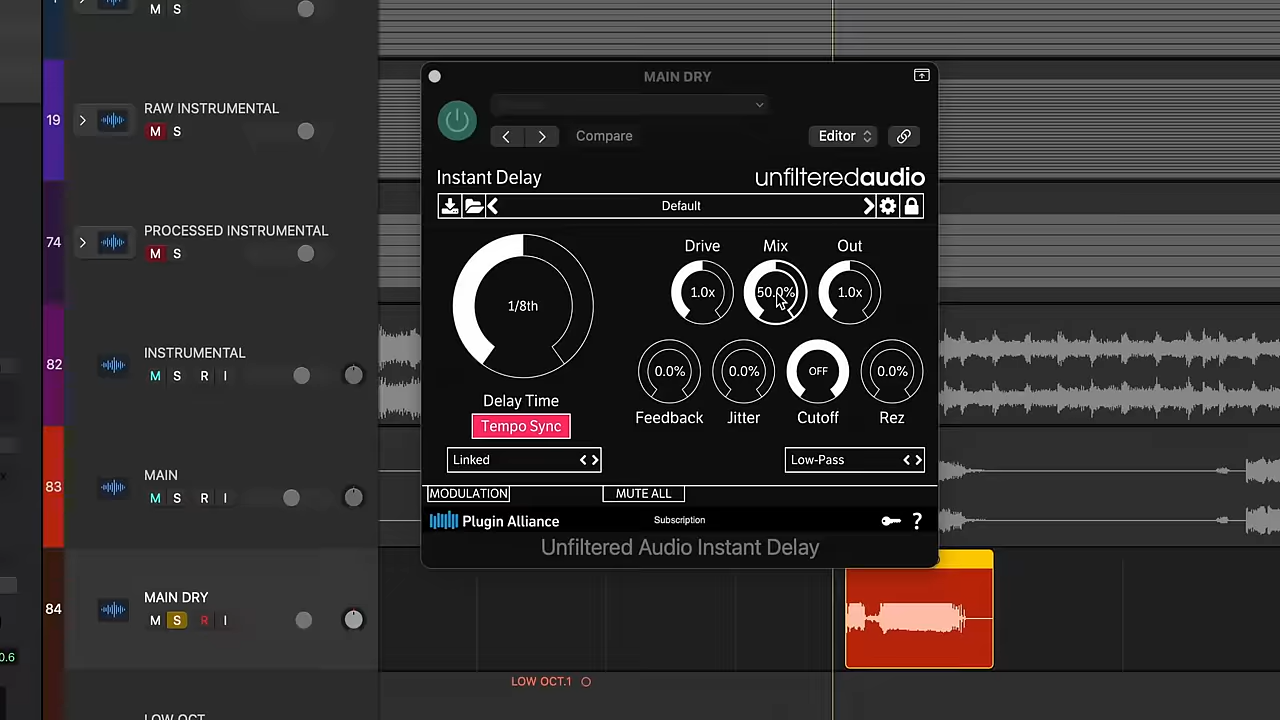 M S
MAIN DRY
19
RAW INSTRUMENTAL
M S
Compare
Editor
Instant Delay
unfilteredaudio
Default
74
PROCESSED INSTRUMENTAL
M S
Drive Mix Out
1/8th
1.0x 50.0% 1.0x
82
INSTRUMENTAL
M S R I
0.0% 0.0% OFF 0.0%
Delay Time
Feedback Jitter Cutoff Rez
Tempo Sync
Linked
Low-Pass
83
MAIN
M S R I
MODULATION
MUTE ALL
Plugin Alliance
Subscription
?
Unfiltered Audio Instant Delay
84
MAIN DRY
M S R I
0.6
LOW OCT.1
LOW OCT